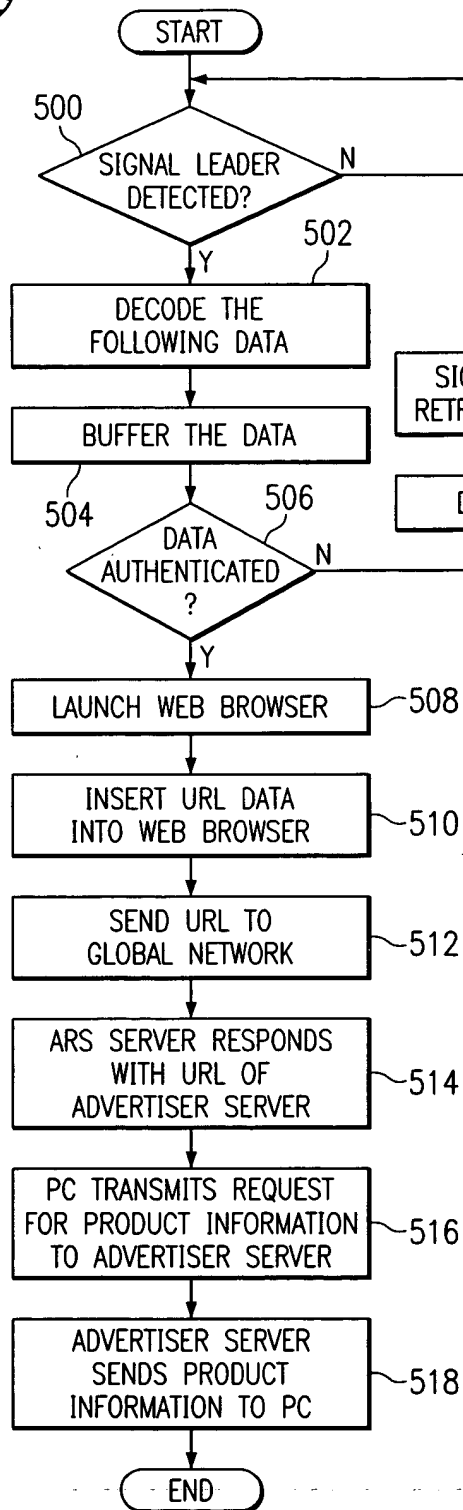 START
500
SIGNAL LEADER
DETECTED?
N
Y
502
DECODE THE
FOLLOWING DATA
BUFFER THE DATA
504
506
DATA
AUTHENTICATED
?
N
Y
LAUNCH WEB BROWSER
508
INSERT URL DATA
INTO WEB BROWSER
510
SEND URL TO
GLOBAL NETWORK
512
ARS SERVER RESPONDS
WITH URL OF
ADVERTISER SERVER
514
PC TRANSMITS REQUEST
FOR PRODUCT INFORMATION
TO ADVERTISER SERVER
516
ADVERTISER SERVER
SENDS PRODUCT
INFORMATION TO PC
518
END